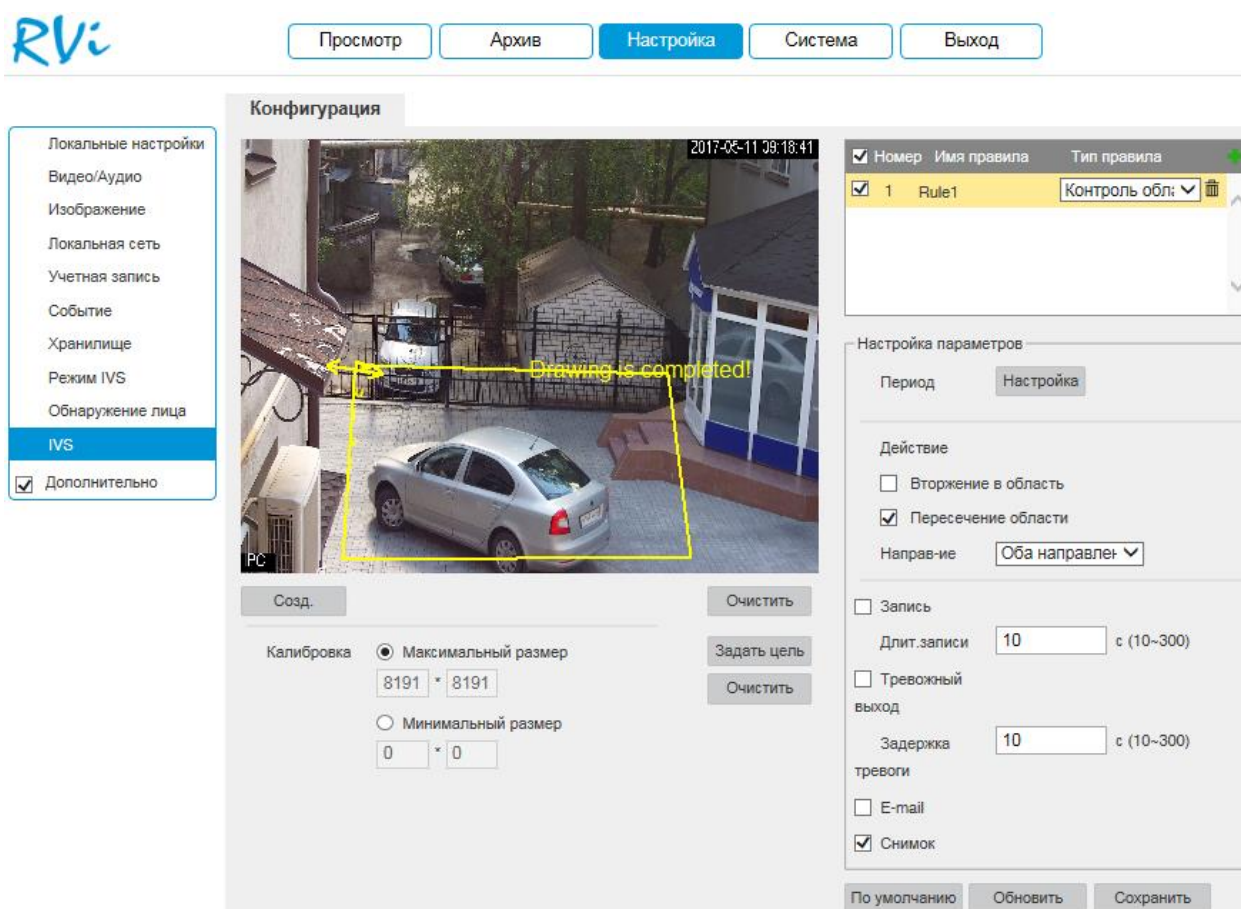 RVi
Просмотр
Архив
Настройка
Система
Выход
Конфигурация
Локальные настройки
Видео/Аудио
Изображение
Локальная сеть
Учетная запись
Событие
Хранилище
Режим IVS
Обнаружение лица
IVS
Дополнительно
2017-05-11 09:18:41
Drawing is completed!
PC
Созд.
Очистить
Калибровка
Максимальный размер
Задать цель
8191 * 8191
Очистить
Минимальный размер
0 * 0
Номер Имя правила Тип правила
1 Rule1 Контроль обла
Настройка параметров
Период Настройка
Действие
Вторжение в область
Пересечение области
Направ-ие Оба направлен
Запись
Длит.записи 10 с (10~300)
Тревожный
выход
Задержка 10 с (10~300)
тревоги
E-mail
Снимок
По умолчанию
Обновить
Сохранить